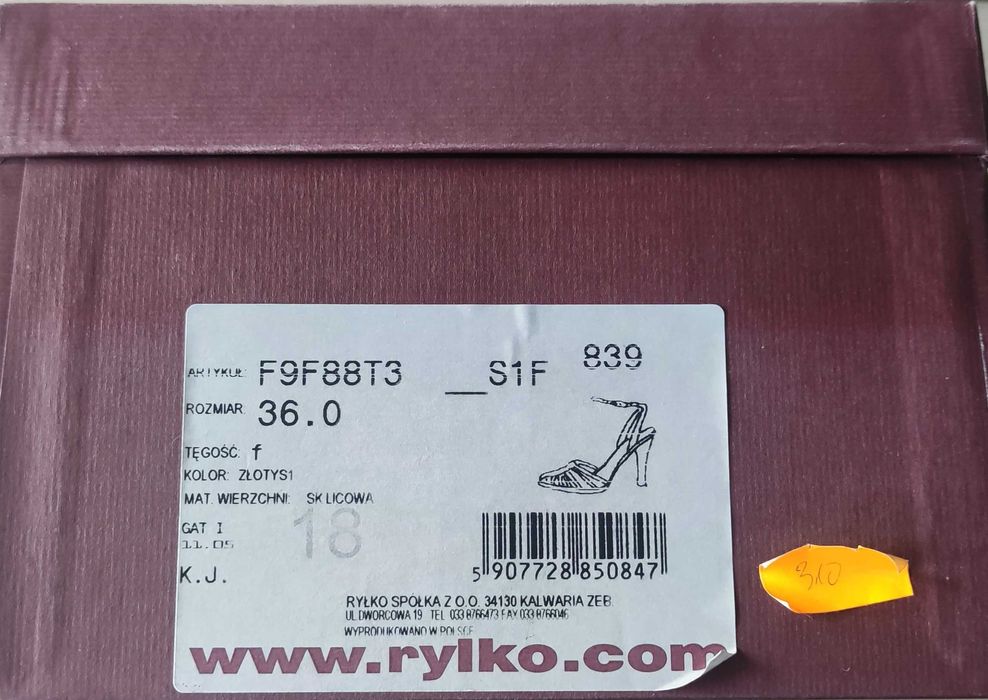 ARTYKUŁ: F9F88T3 __S1F 839
ROZMIAR: 36.0
TĘGOŚĆ: f
KOLOR: ZŁOTYS1
MAT. WIERZCHNI: SK LICOWA
GAT I 18
11.05
K.J.
5 907728 850847
RYŁKO SPÓŁKA Z O.O. 34130 KALWARIA ZEB.
UL.DWORCOWA 19 TEL 033 8766473 FAX 033 8766046
WYPRODUKOWANO W POLSCE
www.rylko.com
310